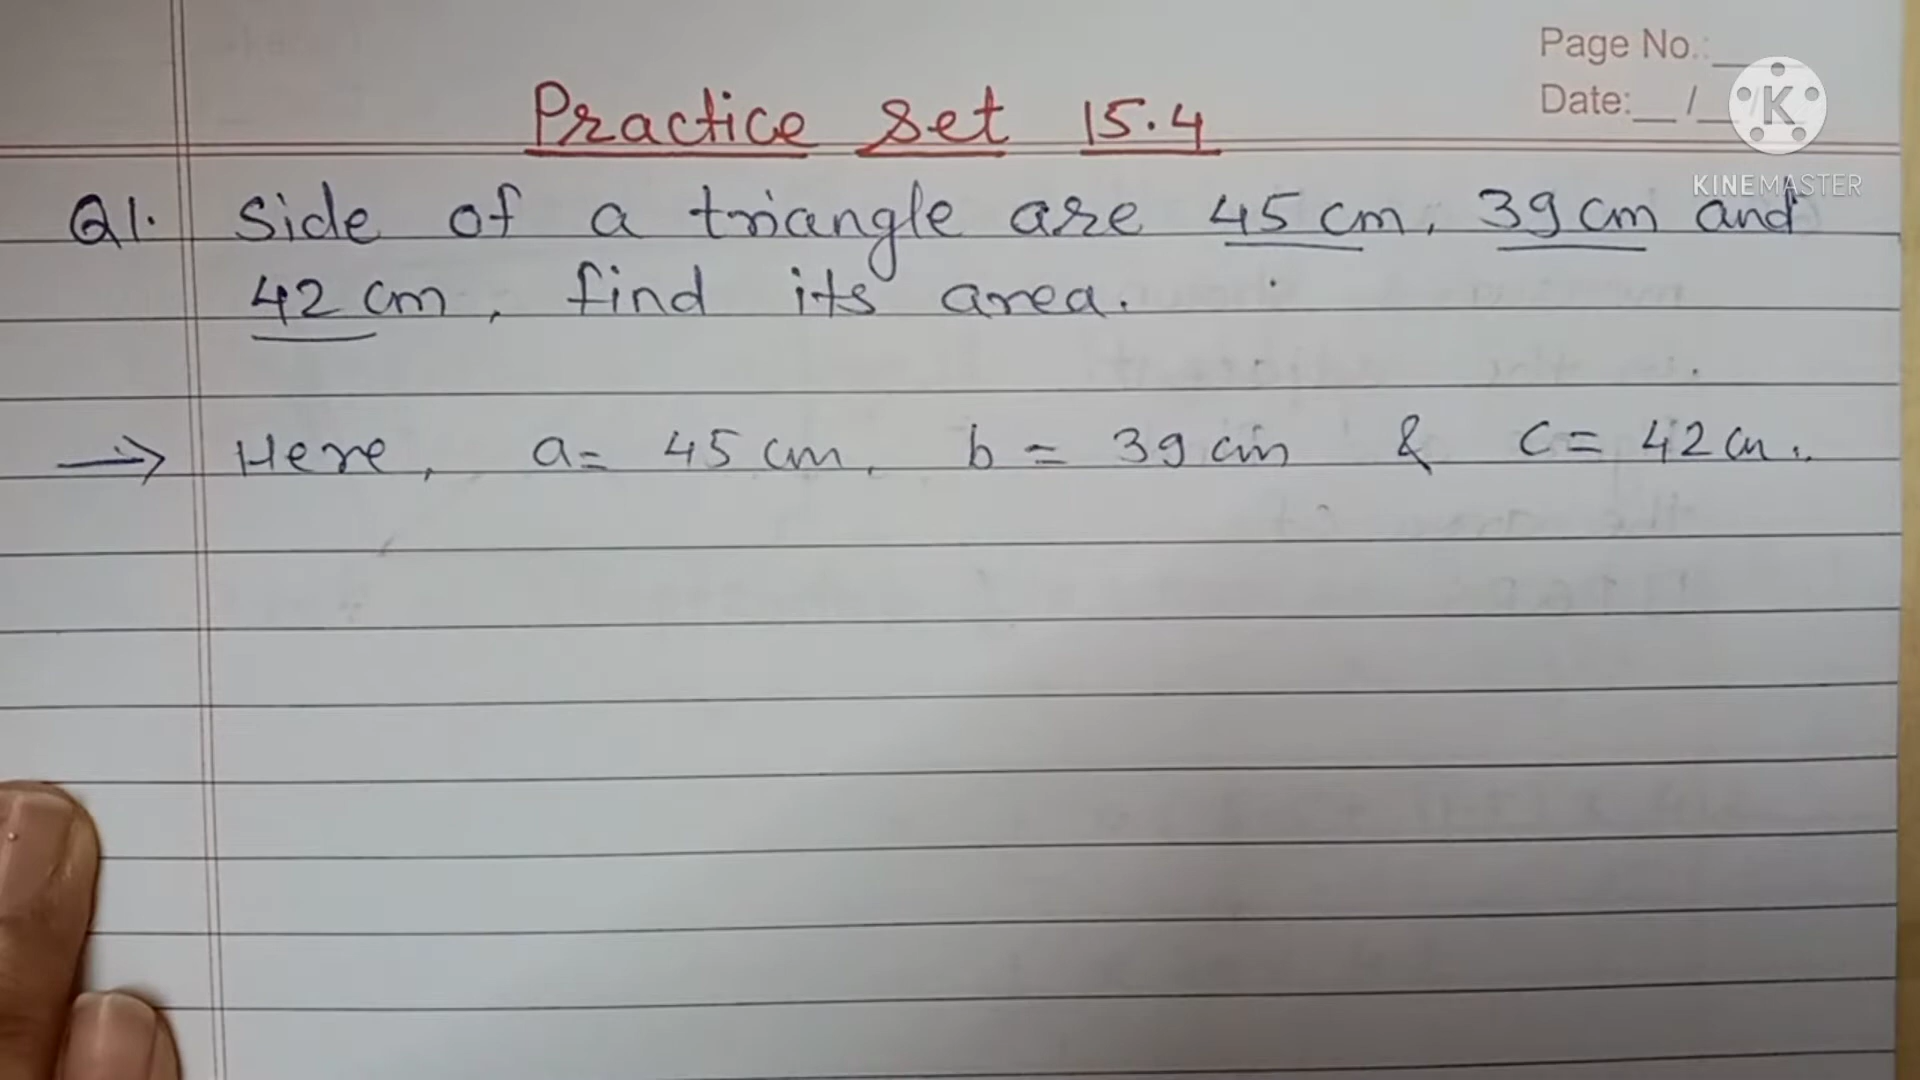 Page No.:
Date: / /
K
KINEMASTER
Practice set 15.4
Q1. Side of a triangle are 45 cm, 39 cm and
42 cm, find its area.
→ Here, a = 45 cm, b = 39 cm & c = 42 cm.